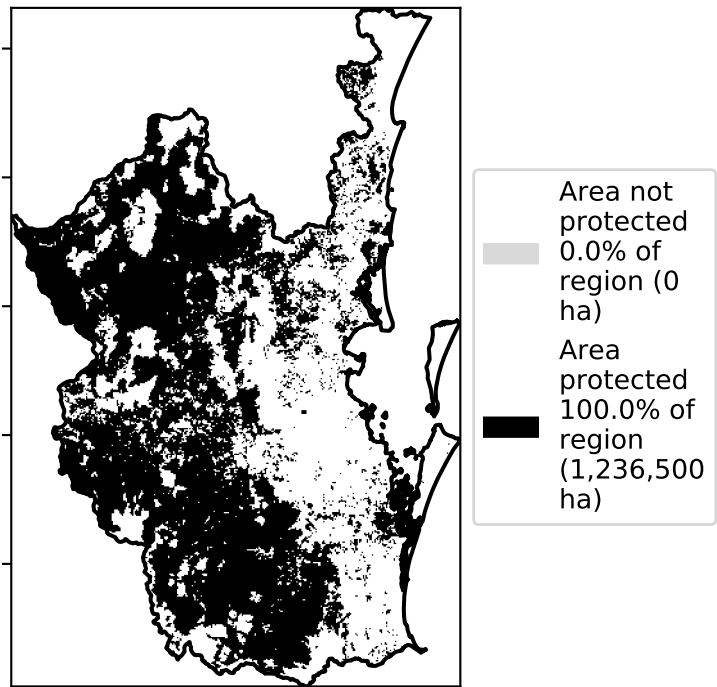 Area not
protected
0.0% of
region (0
ha)
Area
protected
100.0% of
region
(1,236,500
ha)